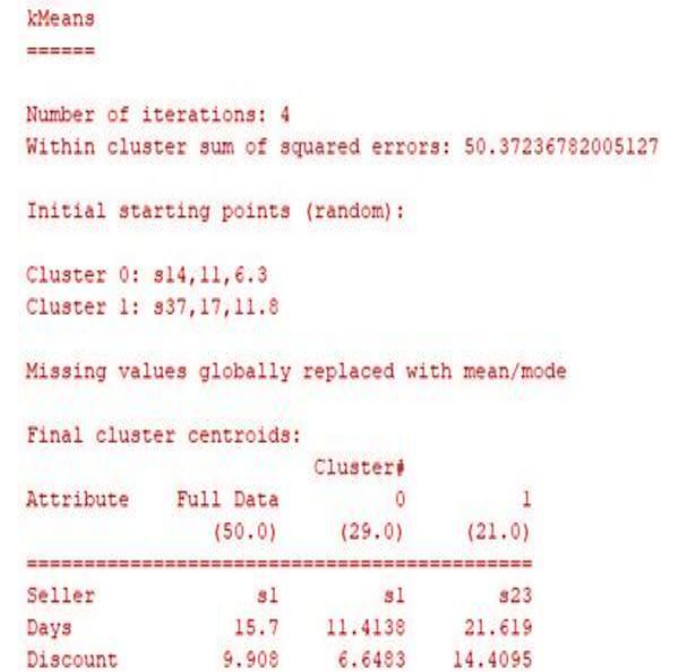 kMeans
======
Number of iterations: 4
Within cluster sum of squared errors: 50.37236782005127
Initial starting points (random):
Cluster 0: s14,11,6.3
Cluster 1: s37,17,11.8
Missing values globally replaced with mean/mode
Final cluster centroids:
Cluster#
Attribute Full Data 0 1
(50.0) (29.0) (21.0)
============================================
Seller s1 s1 s23
Days 15.7 11.4138 21.619
Discount 9.908 6.6483 14.4095